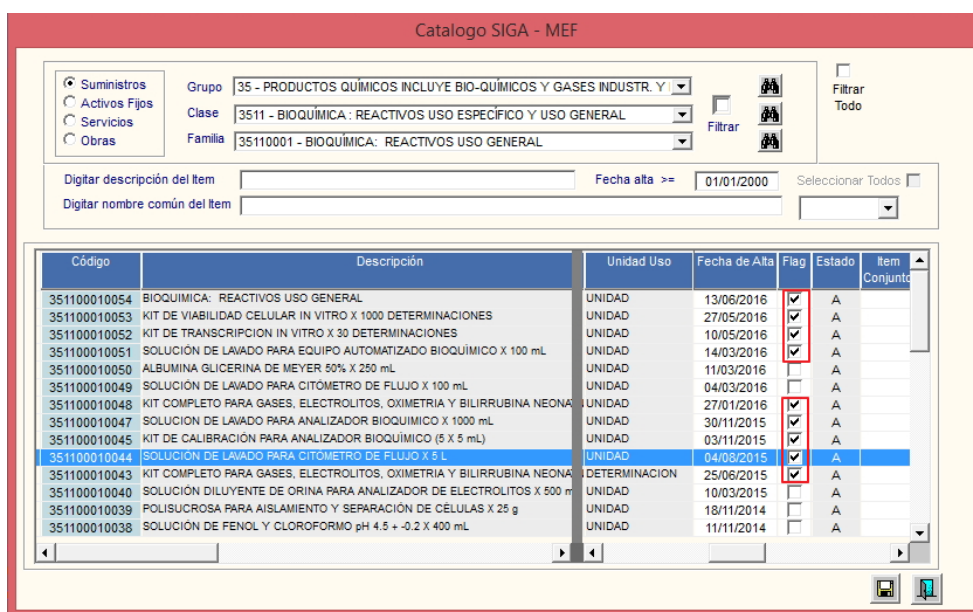 Catalogo SIGA - MEF
Suministros
Activos Fijos
Servicios
Obras
Grupo 35 - PRODUCTOS QUÍMICOS INCLUYE BIO-QUÍMICOS Y GASES INDUSTR. Y
Clase 3511 - BIOQUÍMICA : REACTIVOS USO ESPECÍFICO Y USO GENERAL
Familia 35110001 - BIOQUÍMICA: REACTIVOS USO GENERAL
Filtrar
Filtrar
Todo
Digitar descripción del Item Fecha alta >= 01/01/2000 Seleccionar Todos
Digitar nombre común del Item
Código Descripción Unidad Uso Fecha de Alta Flag Estado Item
Conjunto
351100010054 BIOQUIMICA: REACTIVOS USO GENERAL UNIDAD 13/06/2016 A
351100010053 KIT DE VIABILIDAD CELULAR IN VITRO X 1000 DETERMINACIONES UNIDAD 27/05/2016 A
351100010052 KIT DE TRANSCRIPCION IN VITRO X 30 DETERMINACIONES UNIDAD 10/05/2016 A
351100010051 SOLUCIÓN DE LAVADO PARA EQUIPO AUTOMATIZADO BIOQUÍMICO X 100 mL UNIDAD 14/03/2016 A
351100010050 ALBUMINA GLICERINA DE MEYER 50% X 250 mL UNIDAD 11/03/2016 A
351100010049 SOLUCIÓN DE LAVADO PARA CITÓMETRO DE FLUJO X 100 mL UNIDAD 04/03/2016 A
351100010048 KIT COMPLETO PARA GASES, ELECTROLITOS, OXIMETRIA Y BILIRRUBINA NEONA UNIDAD 27/01/2016 A
351100010047 SOLUCION DE LAVADO PARA ANALIZADOR BIOQUIMICO X 1000 mL UNIDAD 30/11/2015 A
351100010045 KIT DE CALIBRACIÓN PARA ANALIZADOR BIOQUÍMICO (5 X 5 mL) UNIDAD 03/11/2015 A
351100010044 SOLUCIÓN DE LAVADO PARA CITÓMETRO DE FLUJO X 5 L UNIDAD 04/08/2015 A
351100010043 KIT COMPLETO PARA GASES, ELECTROLITOS, OXIMETRIA Y BILIRRUBINA NEONA DETERMINACION 25/06/2015 A
351100010040 SOLUCIÓN DILUYENTE DE ORINA PARA ANALIZADOR DE ELECTROLITOS X 500 m UNIDAD 10/03/2015 A
351100010039 POLISUCROSA PARA AISLAMIENTO Y SEPARACIÓN DE CÉLULAS X 25 g UNIDAD 18/11/2014 A
351100010038 SOLUCIÓN DE FENOL Y CLOROFORMO pH 4.5 + -0.2 X 400 mL UNIDAD 11/11/2014 A